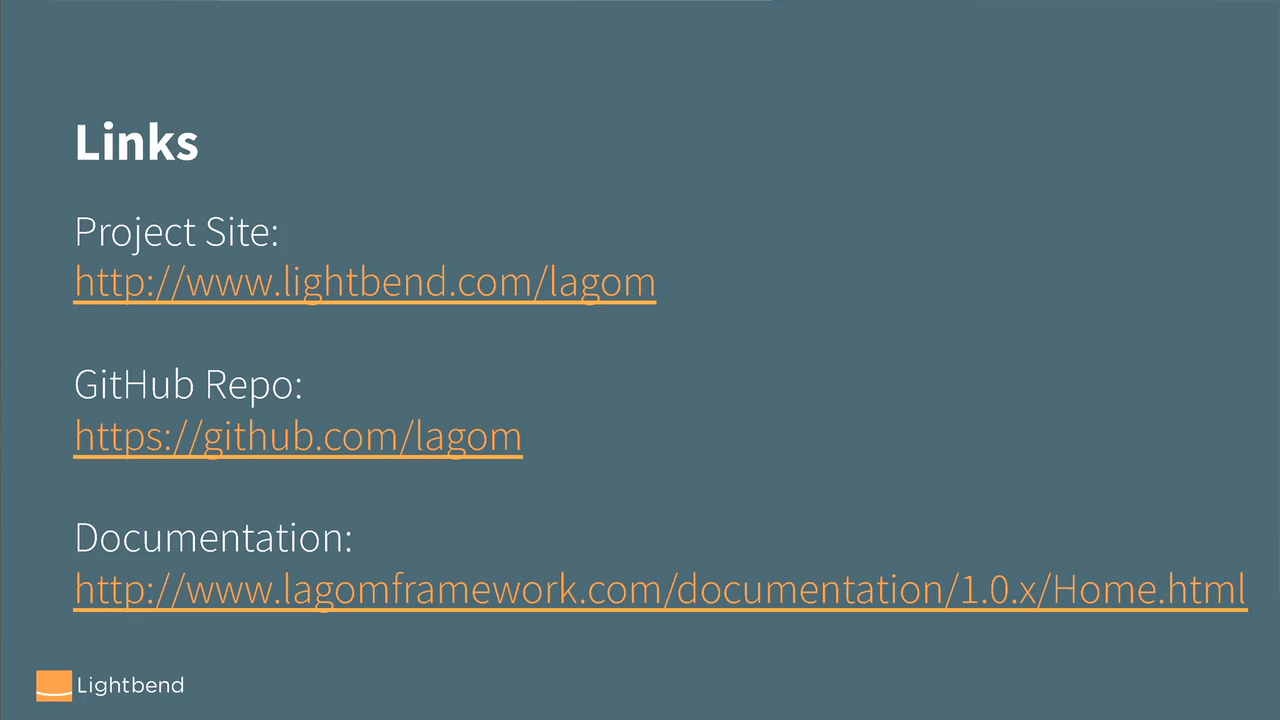 Links
Project Site:
http://www.lightbend.com/lagom
GitHub Repo:
https://github.com/lagom
Documentation:
http://www.lagomframework.com/documentation/1.0.x/Home.html
Lightbend